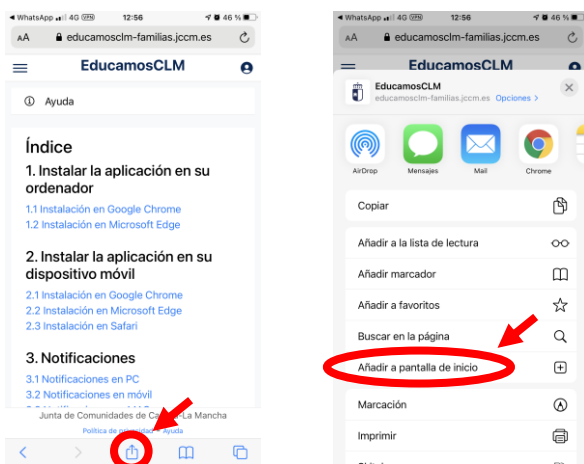 WhatsApp 4G VPN 12:56 46 %
AA educamosclm-familias.jccm.es
EducamosCLM
Ayuda
Índice
1. Instalar la aplicación en su
ordenador
1.1 Instalación en Google Chrome
1.2 Instalación en Microsoft Edge
2. Instalar la aplicación en su
dispositivo móvil
2.1 Instalación en Google Chrome
2.2 Instalación en Microsoft Edge
2.3 Instalación en Safari
3. Notificaciones
3.1 Notificaciones en PC
3.2 Notificaciones en móvil
Junta de Comunidades de La Mancha
Política de Ayuda
WhatsApp 4G VPN 12:56 46 %
AA educamosclm-familias.jccm.es
EducamosCLM
EducamosCLM
educamosclm-familias.jccm.es Opciones >
AirDrop Mensajes Mail Chrome
Copiar
Añadir a la lista de lectura
Añadir marcador
Añadir a favoritos
Buscar en la página
Añadir a pantalla de inicio
Marcación
Imprimir